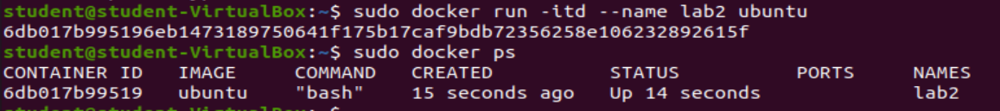 student@student-VirtualBox:~$ sudo docker run -itd --name lab2 ubuntu
6db017b995196eb1473189750641f175b17caf9bdb72356258e106232892615f
student@student-VirtualBox:~$ sudo docker ps
CONTAINER ID   IMAGE     COMMAND   CREATED          STATUS          PORTS     NAMES
6db017b99519   ubuntu    "bash"    15 seconds ago   Up 14 seconds             lab2